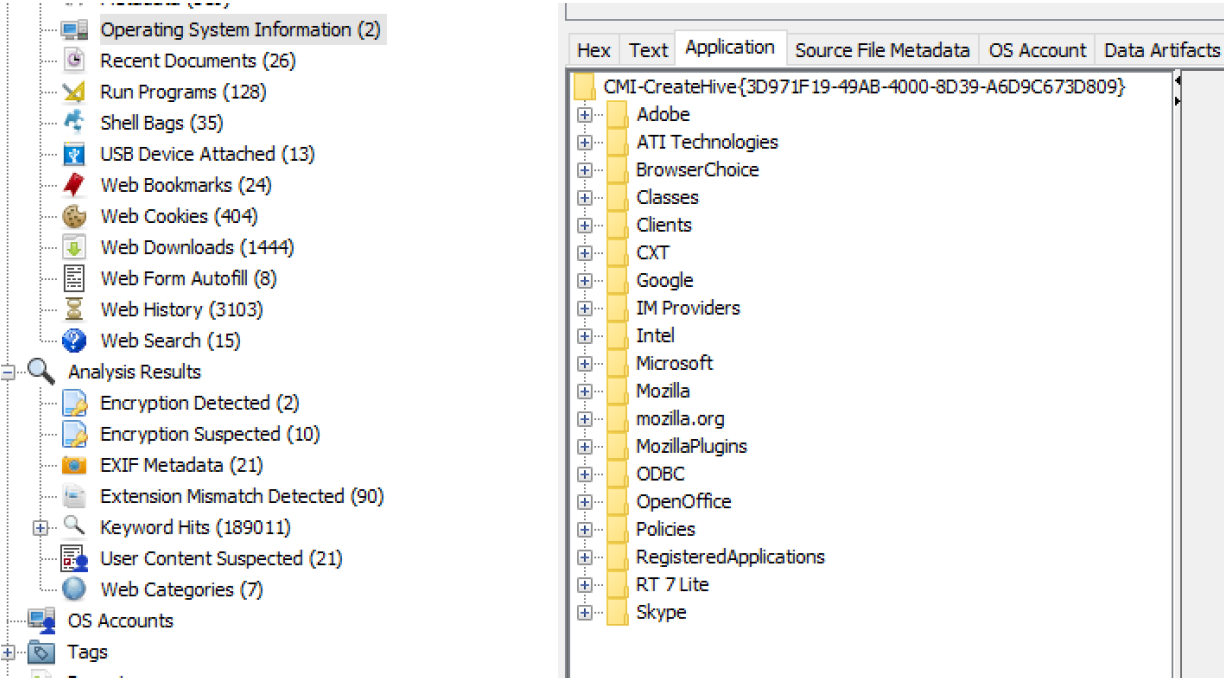 Operating System Information (2)
Recent Documents (26)
Run Programs (128)
Shell Bags (35)
USB Device Attached (13)
Web Bookmarks (24)
Web Cookies (404)
Web Downloads (1444)
Web Form Autofill (8)
Web History (3103)
Web Search (15)
Analysis Results
Encryption Detected (2)
Encryption Suspected (10)
EXIF Metadata (21)
Extension Mismatch Detected (90)
Keyword Hits (189011)
User Content Suspected (21)
Web Categories (7)
OS Accounts
Tags
Hex Text Application Source File Metadata OS Account Data Artifacts
CMI-CreateHive{3D971F19-49AB-4000-8D39-A6D9C673D809}
Adobe
ATI Technologies
BrowserChoice
Classes
Clients
CXT
Google
IM Providers
Intel
Microsoft
Mozilla
mozilla.org
MozillaPlugins
ODBC
OpenOffice
Policies
RegisteredApplications
RT 7 Lite
Skype